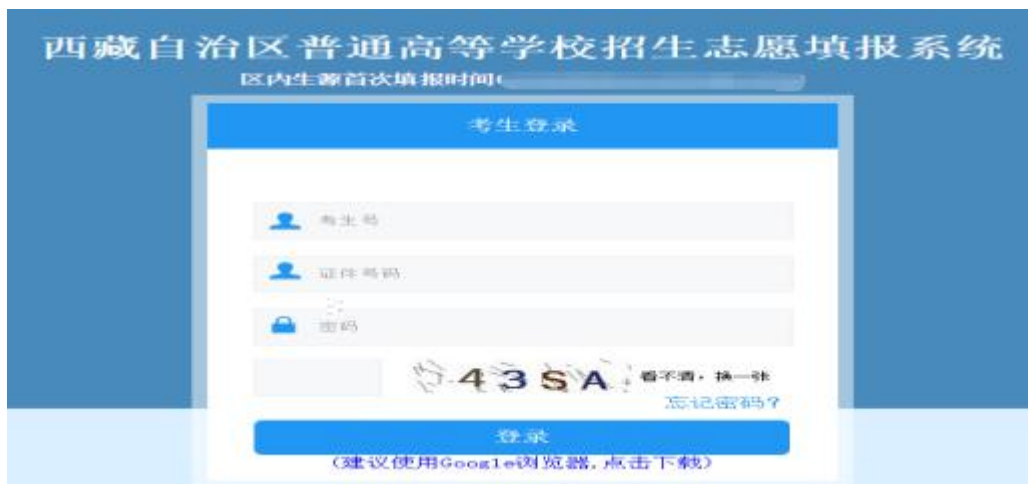 西藏自治区普通高等学校招生志愿填报系统
区内生源首次填报时间(
考生登录
考生号
证件号码
密码
43SA 看不清，换一张
忘记密码?
登录
(建议使用Google浏览器,点击下载)